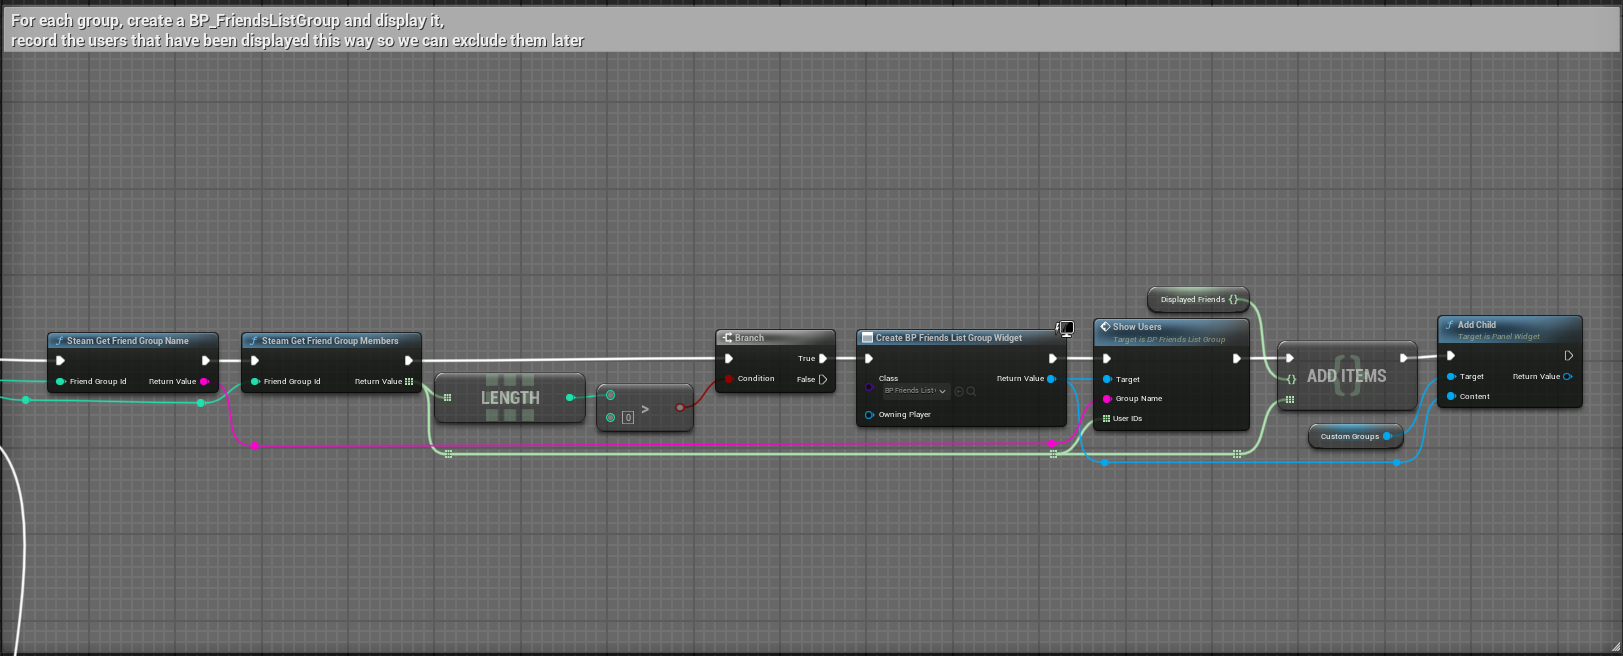 For each group, create a BP_FriendsListGroup and display it,
record the users that have been displayed this way so we can exclude them later
Steam Get Friend Group Name
Friend Group Id
Return Value
Steam Get Friend Group Members
Friend Group Id
Return Value
LENGTH
0
>
Branch
True
Condition
False
Create BP Friends List Group Widget
Class
BP Friends List
Return Value
Owning Player
Show Users
Target is BP Friends List Group
Target
Group Name
User IDs
Displayed Friends
ADD ITEMS
Custom Groups
Add Child
Target is Panel Widget
Target
Return Value
Content